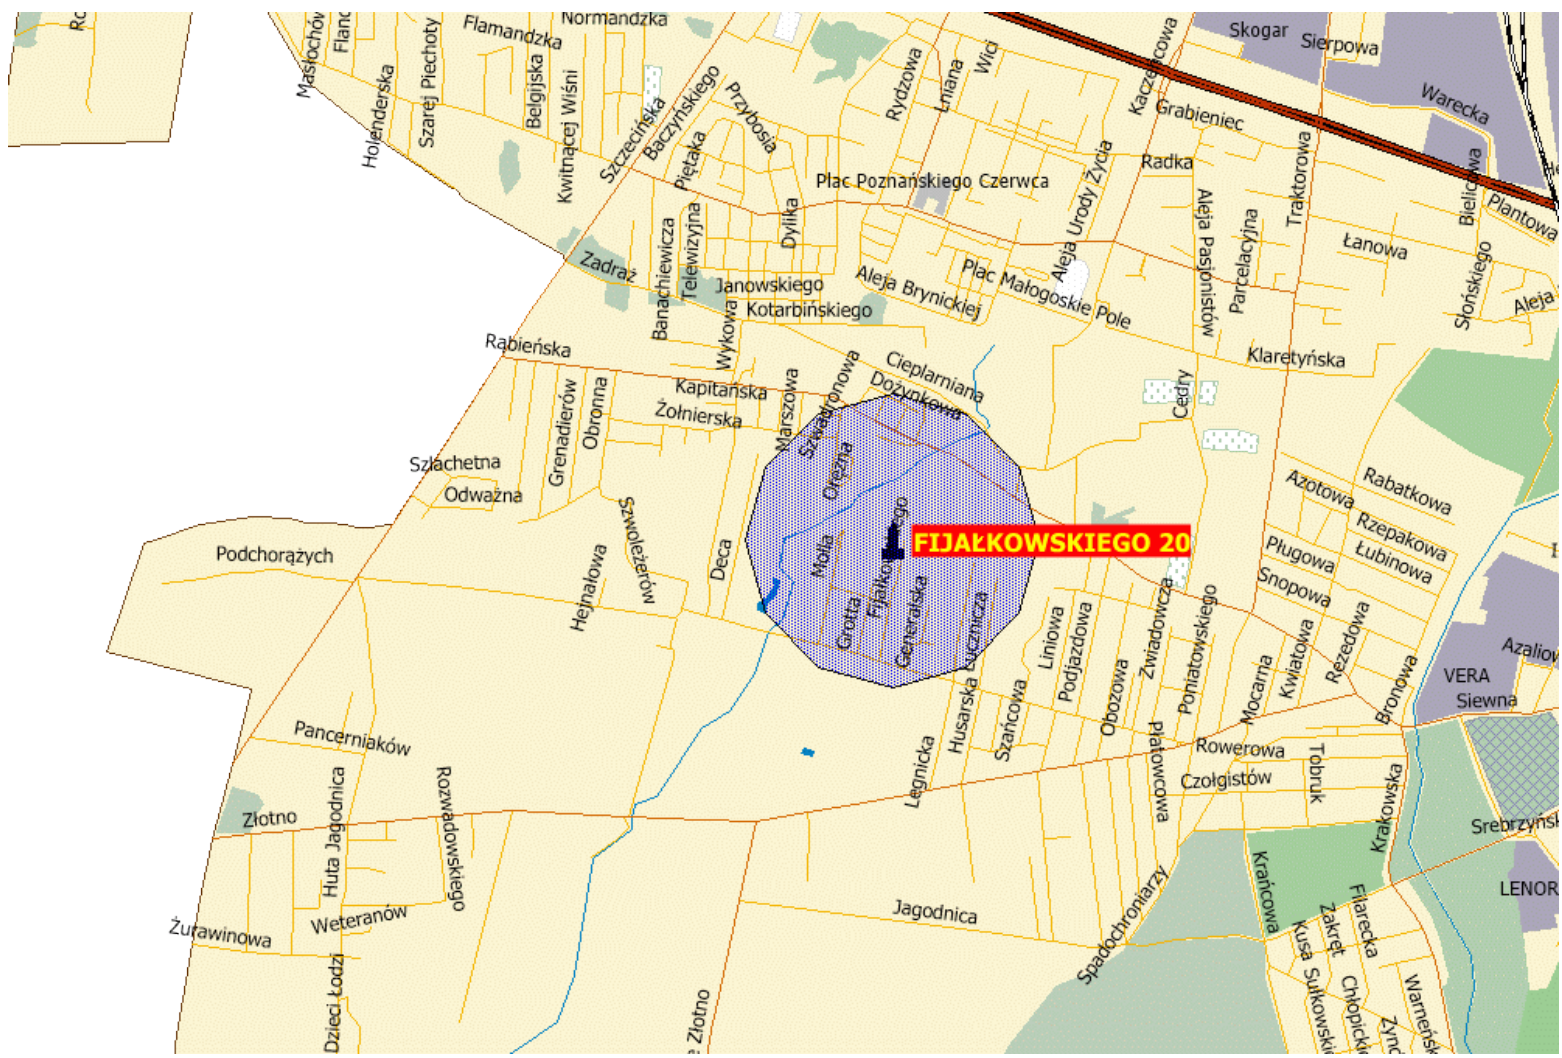 Normandzka
Flamandzka
Skogar
Sierpowa
Masłochów
Szarej Piechoty
Holenderska
Belgijska
Kwitnącej Wiśni
Szczecińska
Baczyńskiego
Przybosia
Piętąka
Rydzowa
Lniana
Wici
Kaczeńcowa
Grabieniec
Warecka
Radka
Traktorowa
Bielicowa
Plantowa
Plac Poznańskiego Czerwca
Aleja Urody Życia
Aleja Pasjonistów
Parcelacyjna
Łanowa
Słońskiego
Aleja
Dylika
Telewizyjna
Banachiewicza
Zadraż
Janowskiego
Kotarbińskiego
Aleja Brynickiej
Plac Małogoskie Pole
Wykowa
Rąbieńska
Klaretyńska
Cieplarniana
Dożynkowa
Kapitańska
Żołnierska
Marszowa
Szwadronowa
Cedry
Grenadierów
Obronna
Szlachetna
Odważna
Oręzna
Rabatkowa
Azotowa
Rzepakowa
Łubinowa
Pługowa
Snopowa
Szwoleżerów
Hejnałowa
Deca
Molla
Fijałkowskiego
FIJAŁKOWSKIEGO 20
Podchorążych
Grotta
Generalska
Łucznicza
Husarska
Liniowa
Podjazdowa
Zwiadowcza
Poniatowskiego
Obozowa
Szańcowa
Mocarna
Kwiatowa
Rezedowa
Bronowa
VERA
Siewna
Legnicka
Płatowcowa
Rowerowa
Czołgistów
Tobruk
Krakowska
Pancerniaków
Złotno
Huta Jagodnica
Rozwadowskiego
Weteranów
Żurawinowa
Dzieci Łodzi
Jagodnica
Spadochroniarzy
Krańcowa
Filarecka
Zakręt
Kusa
LENOR